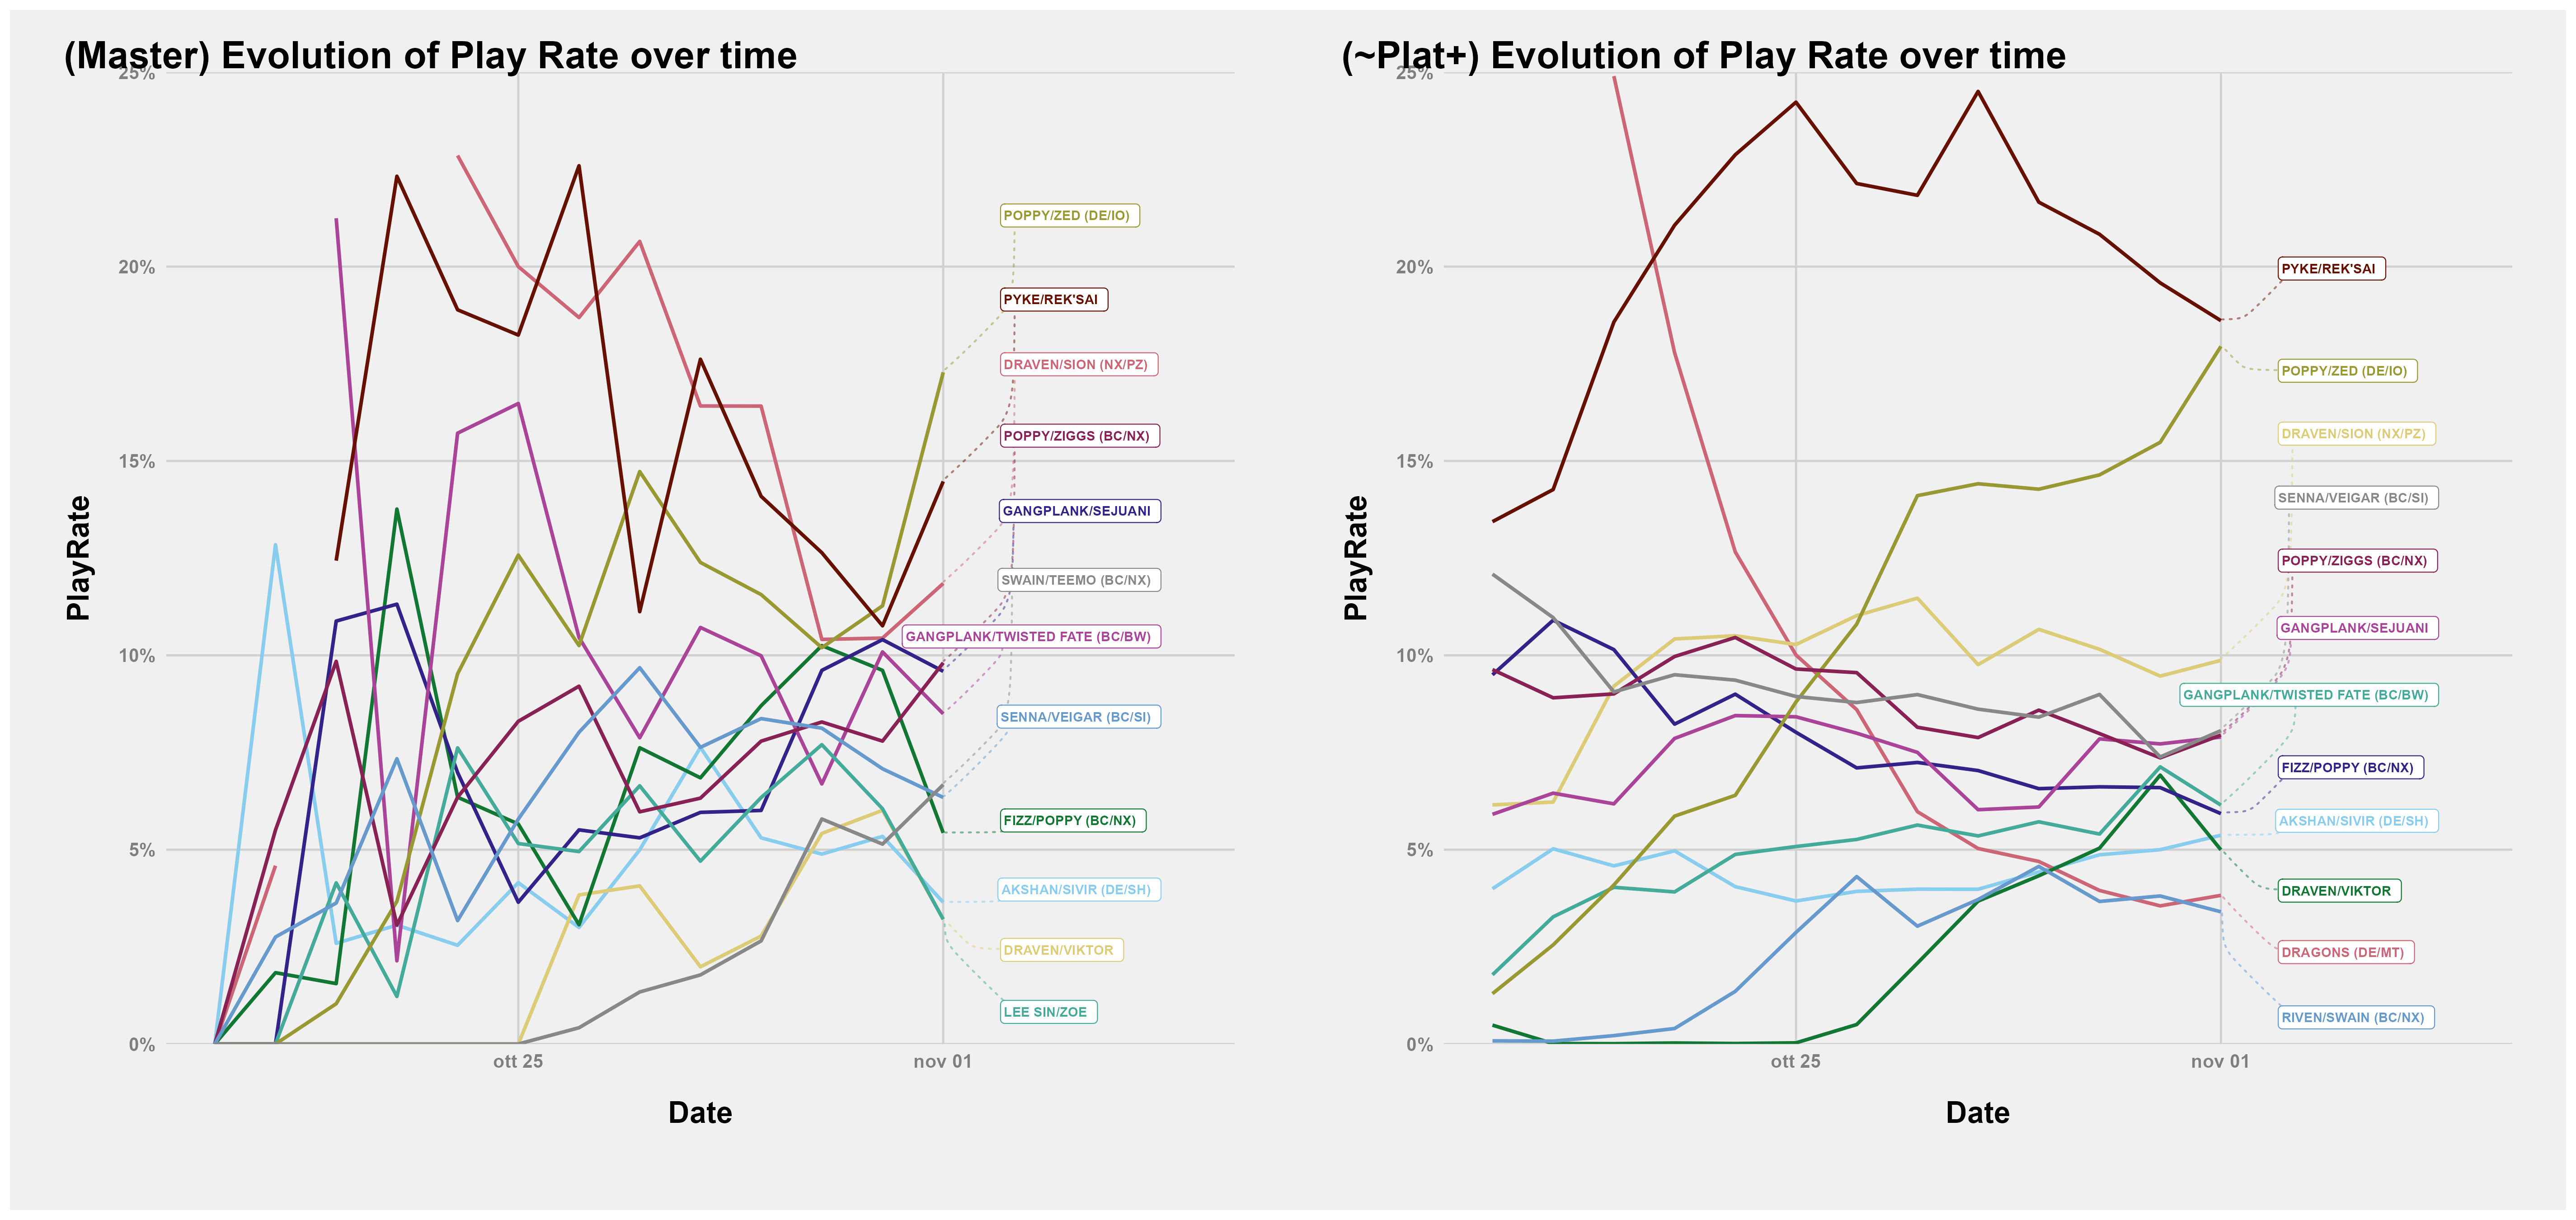 (Master) Evolution of Play Rate over time
25%
20%
15%
10%
5%
0%
PlayRate
ott 25
nov 01
Date
POPPY/ZED (DE/IO)
PYKE/REK'SAI
DRAVEN/SION (NX/PZ)
POPPY/ZIGGS (BC/NX)
GANGPLANK/SEJUANI
SWAIN/TEEMO (BC/NX)
GANGPLANK/TWISTED FATE (BC/BW)
SENNA/VEIGAR (BC/SI)
FIZZ/POPPY (BC/NX)
AKSHAN/SIVIR (DE/SH)
DRAVEN/VIKTOR
LEE SIN/ZOE
(~Plat+) Evolution of Play Rate over time
25%
20%
15%
10%
5%
0%
PlayRate
ott 25
nov 01
Date
PYKE/REK'SAI
POPPY/ZED (DE/IO)
DRAVEN/SION (NX/PZ)
SENNA/VEIGAR (BC/SI)
POPPY/ZIGGS (BC/NX)
GANGPLANK/SEJUANI
GANGPLANK/TWISTED FATE (BC/BW)
FIZZ/POPPY (BC/NX)
AKSHAN/SIVIR (DE/SH)
DRAVEN/VIKTOR
DRAGONS (DE/MT)
RIVEN/SWAIN (BC/NX)